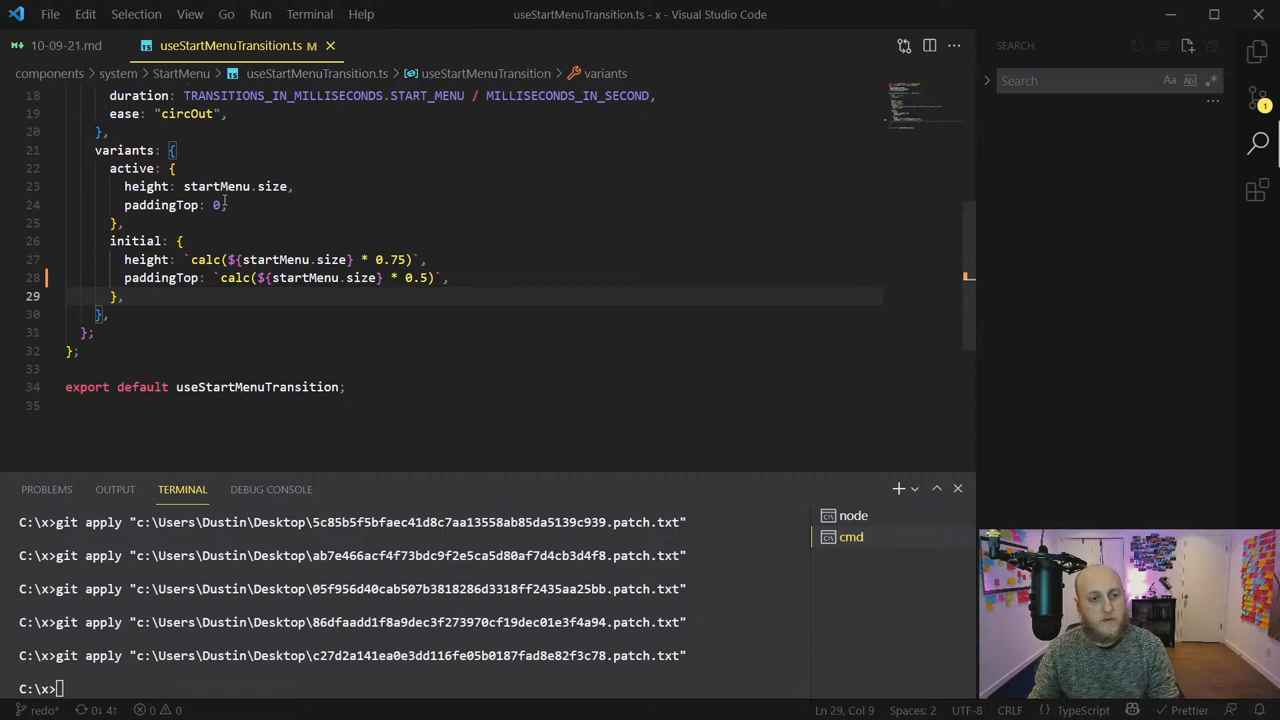 File Edit Selection View Go Run Terminal Help
useStartMenuTransition.ts - x - Visual Studio Code
10-09-21.md
TS useStartMenuTransition.ts M
SEARCH
components > system > StartMenu > TS useStartMenuTransition.ts > useStartMenuTransition > variants
Search
Aa Abl .*
18 duration: TRANSITIONS_IN_MILLISECONDS.START_MENU / MILLISECONDS_IN_SECOND,
19 ease: "circOut",
20 },
21 variants: {
22 active: {
23 height: startMenu.size,
24 paddingTop: 0,
25 },
26 initial: {
27 height: `calc(${startMenu.size} * 0.75)`,
28 paddingTop: `calc(${startMenu.size} * 0.5)`,
29 },
30 },
31 };
32 };
33
34 export default useStartMenuTransition;
35
1
PROBLEMS OUTPUT TERMINAL DEBUG CONSOLE
C:\x>git apply "c:\Users\Dustin\Desktop\5c85b5f5bfaec41d8c7aa13558ab85da5139c939.patch.txt"
C:\x>git apply "c:\Users\Dustin\Desktop\ab7e466acf4f73bdc9f2e5ca5d80af7d4cb3d4f8.patch.txt"
C:\x>git apply "c:\Users\Dustin\Desktop\05f956d40cab507b3818286d3318ff2435aa25bb.patch.txt"
C:\x>git apply "c:\Users\Dustin\Desktop\86dfaadd1f8a9dec3f273970cf19dec01e3f4a94.patch.txt"
C:\x>git apply "c:\Users\Dustin\Desktop\c27d2a141ea0e3dd116fe05b0187fad8e82f3c78.patch.txt"
C:\x>
node
cmd
redo* 0↓ 4↑ 0 0
Ln 29, Col 9 Spaces: 2 UTF-8 CRLF { } TypeScript Prettier